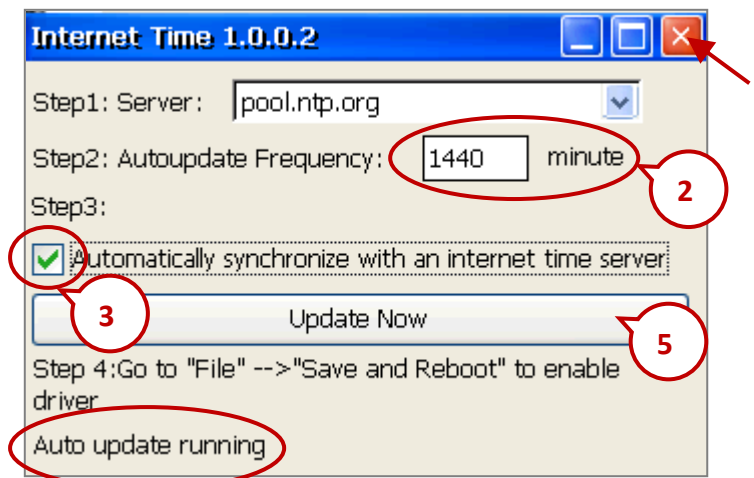 Internet Time 1.0.0.2
Step1: Server: pool.ntp.org
Step2: Autoupdate Frequency: 1440 minute
2
Step3:
Automatically synchronize with an internet time server
3
Update Now
5
Step 4:Go to "File" -->"Save and Reboot" to enable
driver
Auto update running